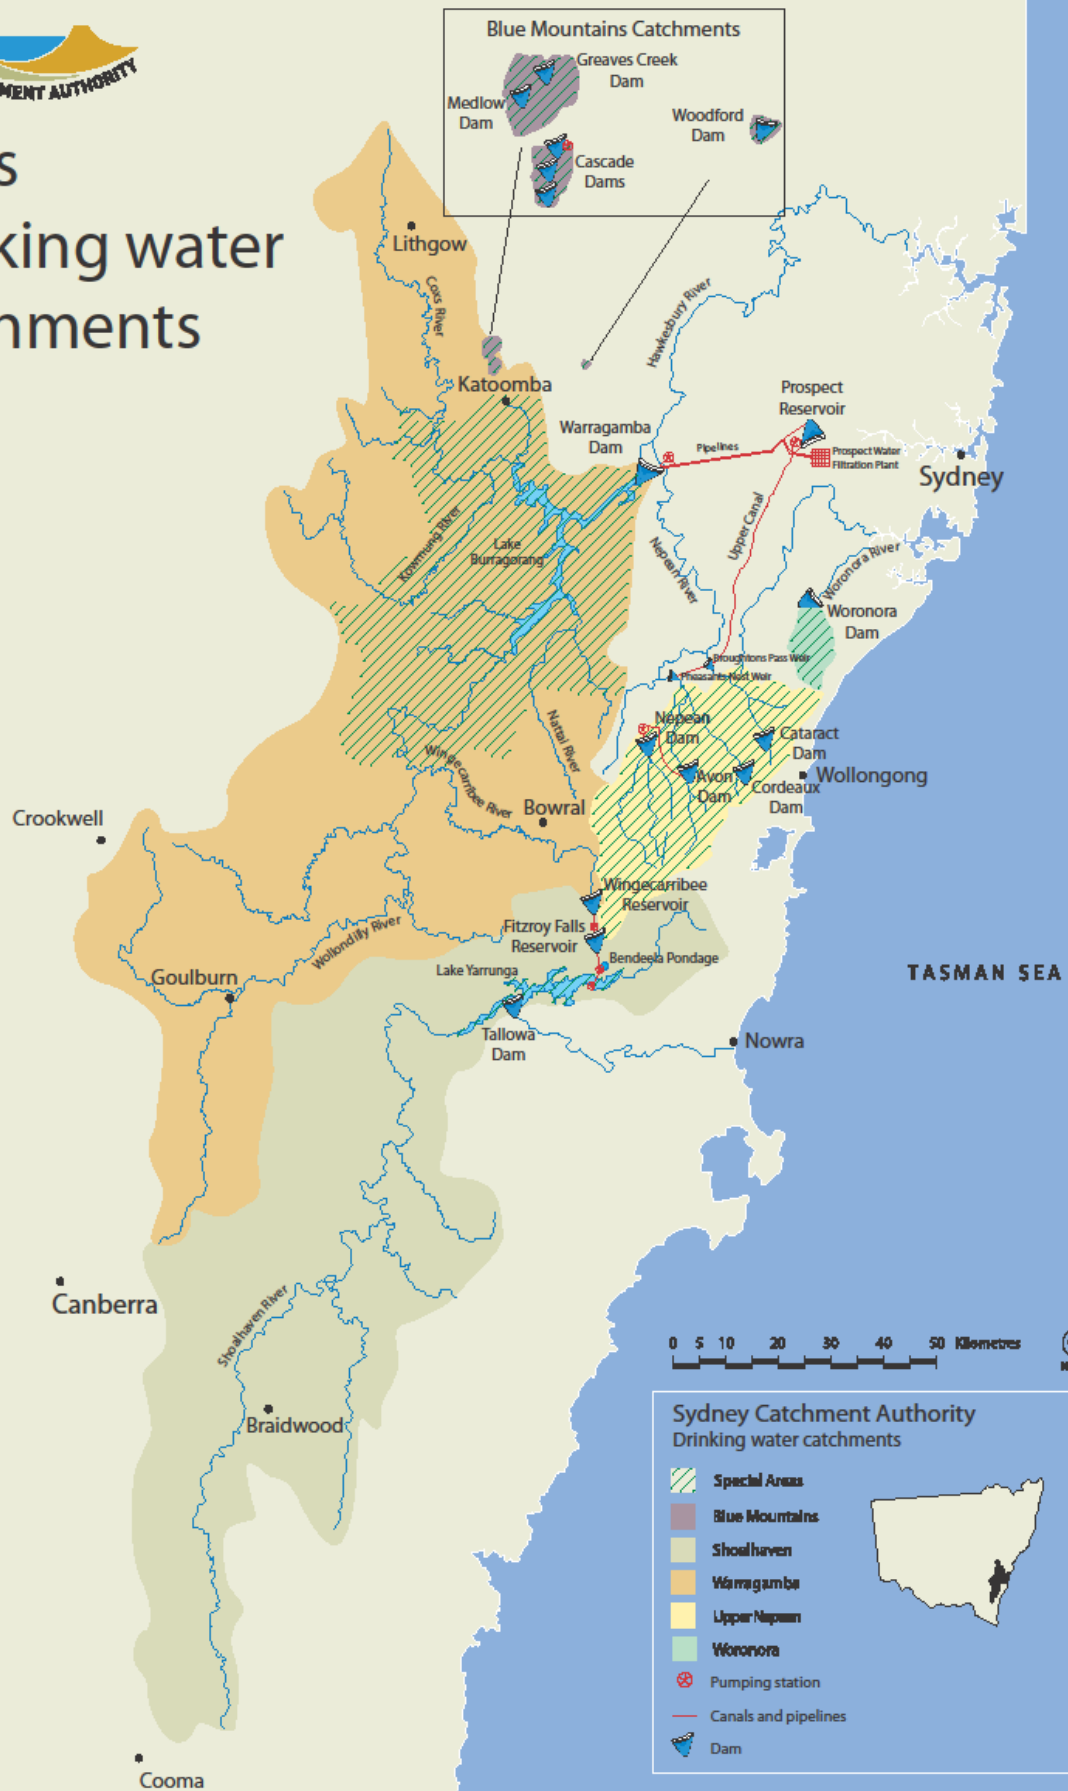 MENT AUTHORITY
s
king water
nments
Blue Mountains Catchments
Greaves Creek
Dam
Medlow
Dam
Woodford
Dam
Cascade
Dams
Lithgow
Coxs River
Hawkesbury River
Katoomba
Prospect
Reservoir
Warragamba
Dam
Pipelines
Prospect Water
Filtration Plant
Sydney
Upper Canal
Kowmung River
Lake
Burragorang
Nepean River
Woronora River
Woronora
Dam
Broughtons Pass Weir
Pheasants Nest Weir
Nepean
Dam
Cataract
Dam
Nattai River
Wingecarribee River
Avon
Dam
Cordeaux
Dam
Wollongong
Bowral
Crookwell
Wingecarribee
Reservoir
Fitzroy Falls
Reservoir
Wollondilly River
Bendeela Pondage
Lake Yarrunga
TASMAN SEA
Goulburn
Tallowa
Dam
Nowra
Canberra
Shoalhaven River
Braidwood
0 5 10 20 30 40 50 Kilometres
Sydney Catchment Authority
Drinking water catchments
Special Areas
Blue Mountains
Shoalhaven
Warragamba
Upper Nepean
Woronora
Pumping station
Canals and pipelines
Dam
Cooma